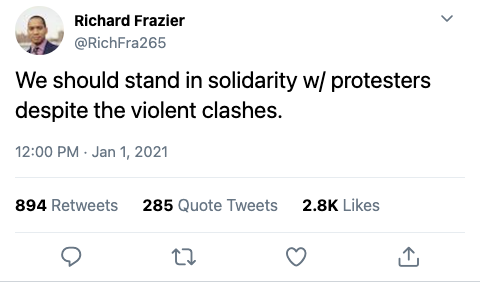 Richard Frazier
@RichFra265
We should stand in solidarity w/ protesters
despite the violent clashes.
12:00 PM · Jan 1, 2021
894 Retweets 285 Quote Tweets 2.8K Likes